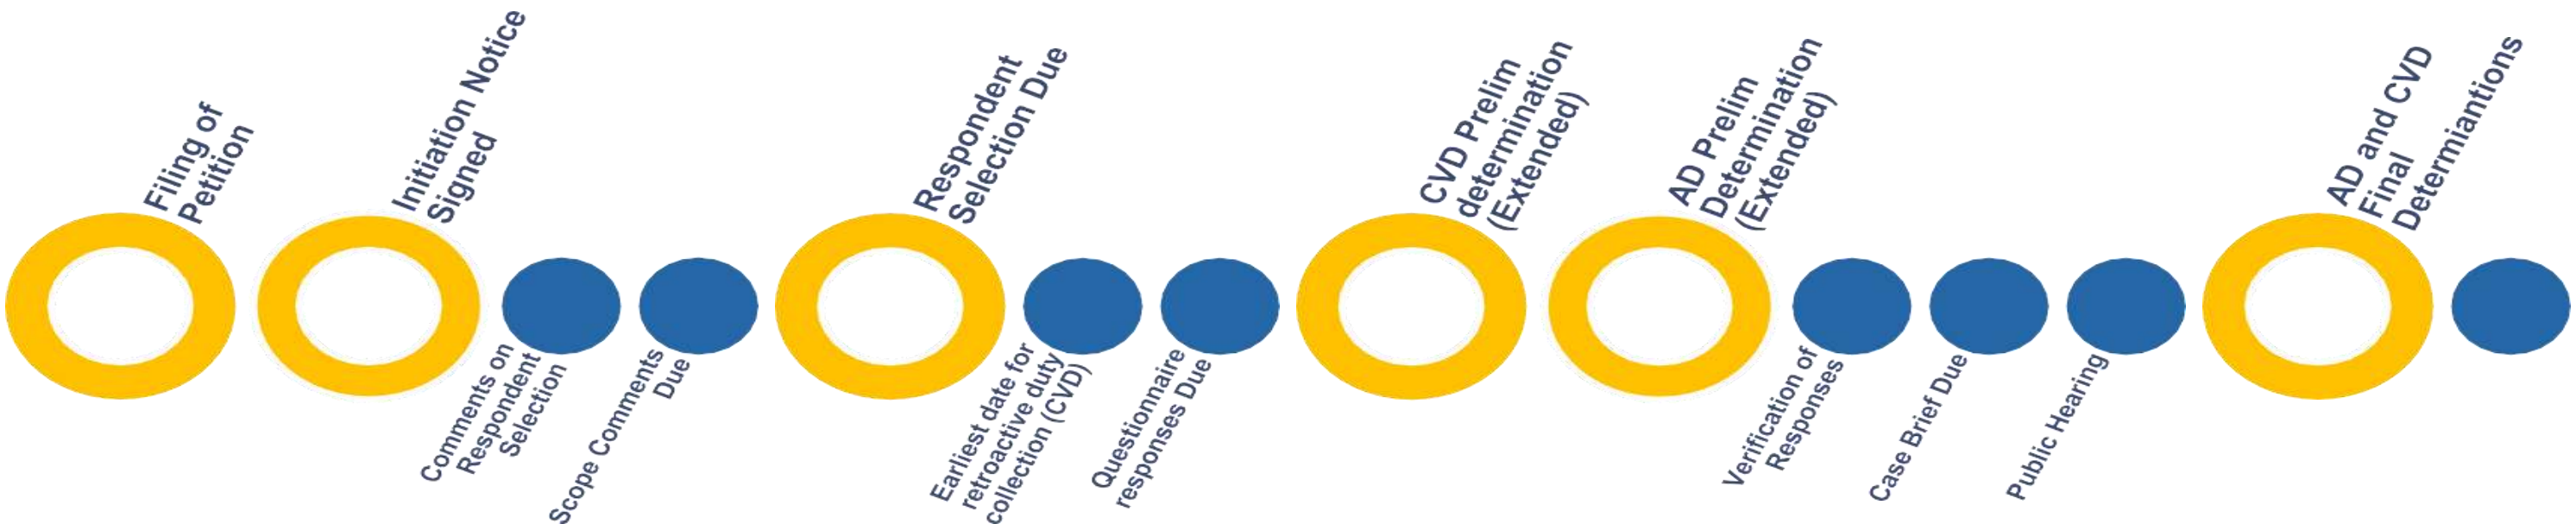 Filing of
Petition
Initiation Notice
Signed
Comments on
Respondent
Selection
Scope Comments
Due
Respondent
Selection Due
Earliest date for
retroactive duty
collection (CVD)
Questionnaire
responses Due
CVD Prelim
determination
(Extended)
AD Prelim
Determination
(Extended)
Verification of
Responses
Case Brief Due
Public Hearing
AD and CVD
Final
Determiantions